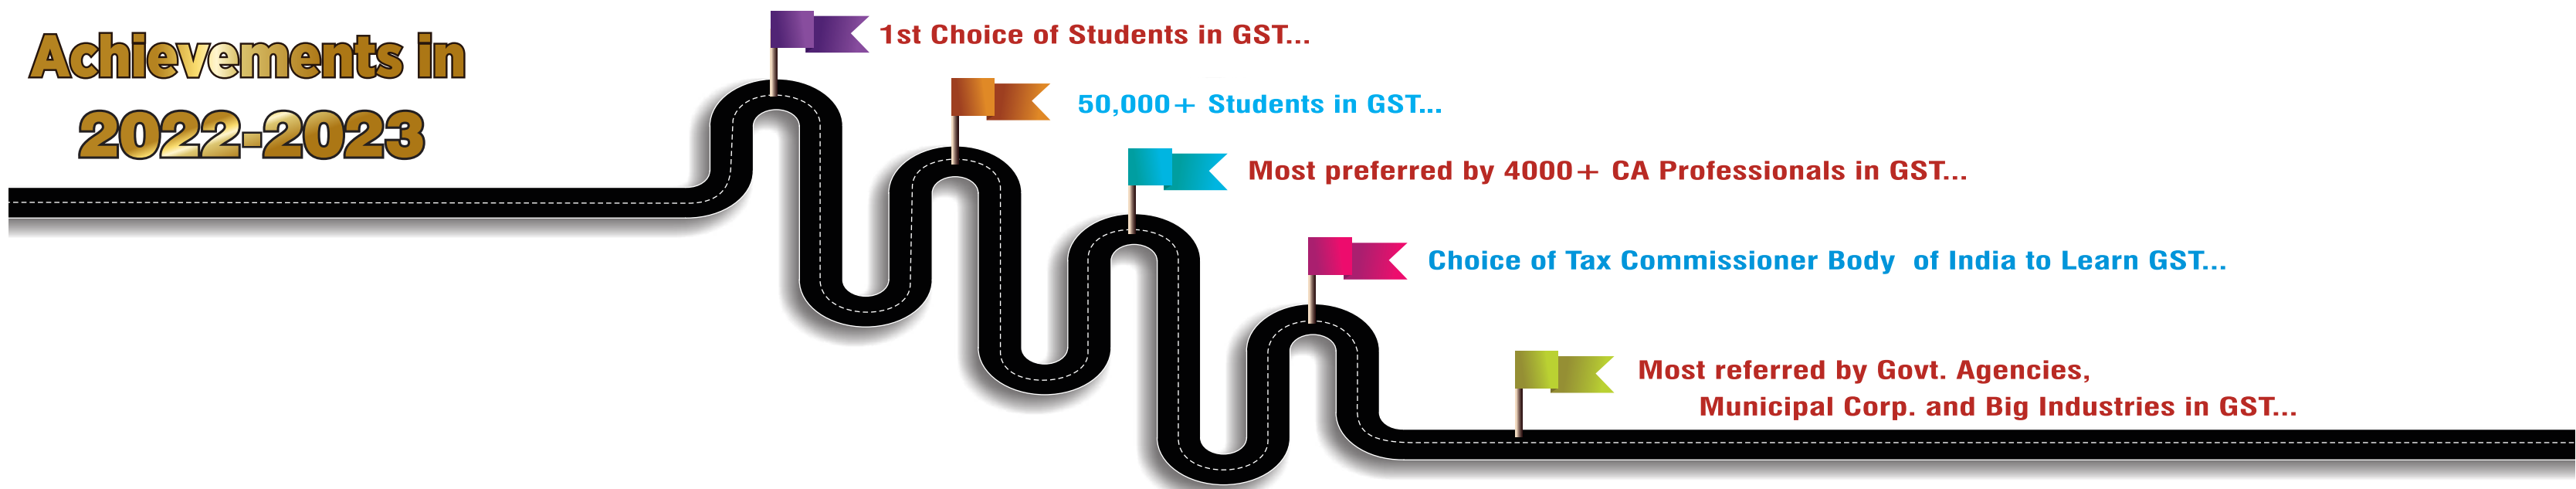 Achievements in
2022-2023
1st Choice of Students in GST...
50,000+ Students in GST...
Most preferred by 4000+ CA Professionals in GST...
Choice of Tax Commissioner Body of India to Learn GST...
Most referred by Govt. Agencies,
Municipal Corp. and Big Industries in GST...